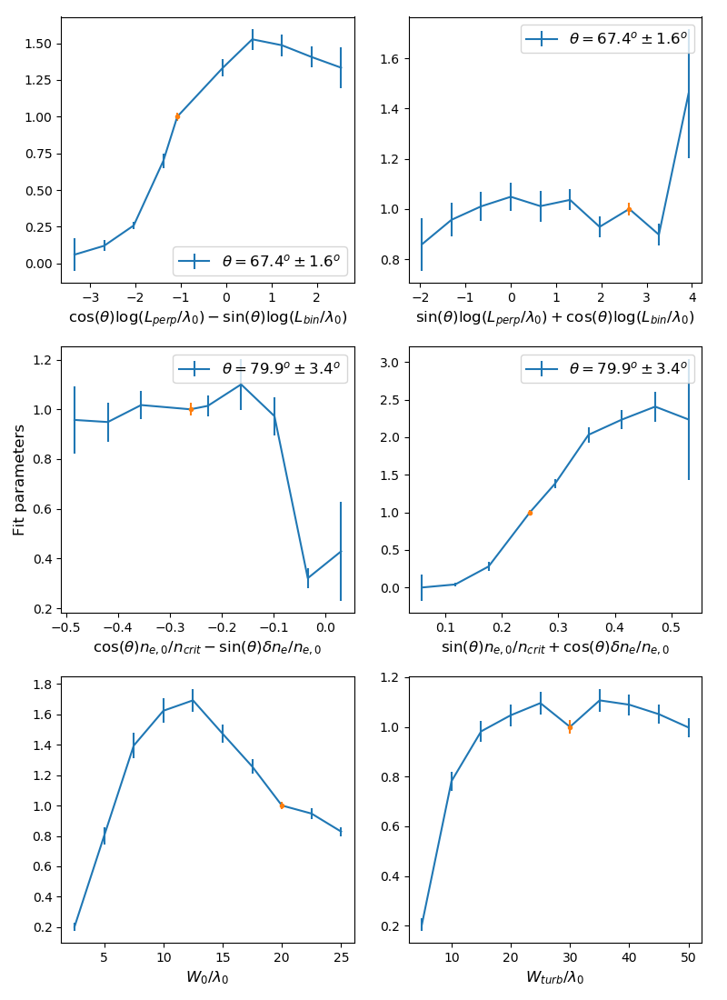 1.50
1.25
1.00
0.75
0.50
0.25
0.00
θ = 67.4° ± 1.6°
−3 −2 −1 0 1 2
cos(θ)log(L_perp/λ_0) − sin(θ)log(L_bin/λ_0)
θ = 67.4° ± 1.6°
1.6
1.4
1.2
1.0
0.8
−2 −1 0 1 2 3 4
sin(θ)log(L_perp/λ_0) + cos(θ)log(L_bin/λ_0)
Fit parameters
1.2
1.0
0.8
0.6
0.4
0.2
θ = 79.9° ± 3.4°
−0.5 −0.4 −0.3 −0.2 −0.1 0.0
cos(θ)n_e,0/n_crit − sin(θ)δn_e/n_e,0
3.0
2.5
2.0
1.5
1.0
0.5
0.0
θ = 79.9° ± 3.4°
0.1 0.2 0.3 0.4 0.5
sin(θ)n_e,0/n_crit + cos(θ)δn_e/n_e,0
1.8
1.6
1.4
1.2
1.0
0.8
0.6
0.4
0.2
5 10 15 20 25
W_0/λ_0
1.2
1.0
0.8
0.6
0.4
0.2
10 20 30 40 50
W_turb/λ_0